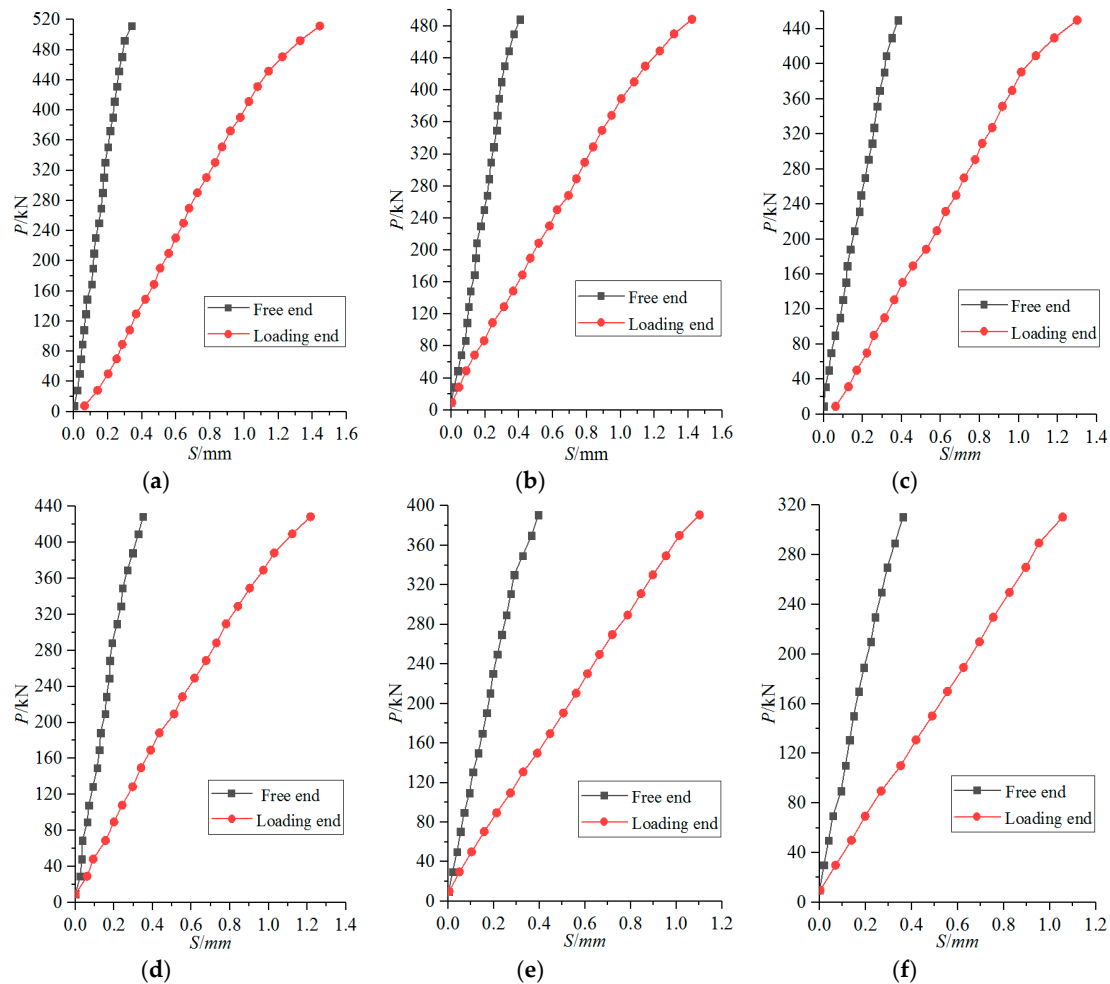 520
480
440
400
360
320
280
240
200
160
120
80
40
0
P/kN
Free end
Loading end
0.0 0.2 0.4 0.6 0.8 1.0 1.2 1.4 1.6
S/mm
(a)
480
440
400
360
320
280
240
200
160
120
80
40
0
P/kN
Free end
Loading end
0.0 0.2 0.4 0.6 0.8 1.0 1.2 1.4 1.6
S/mm
(b)
440
400
360
320
280
240
200
160
120
80
40
0
P/kN
Free end
Loading end
0.0 0.2 0.4 0.6 0.8 1.0 1.2 1.4
S/mm
(c)
440
400
360
320
280
240
200
160
120
80
40
0
P/kN
Free end
Loading end
0.0 0.2 0.4 0.6 0.8 1.0 1.2 1.4
S/mm
(d)
400
360
320
280
240
200
160
120
80
40
0
P/kN
Free end
Loading end
0.0 0.2 0.4 0.6 0.8 1.0 1.2
S/mm
(e)
320
280
240
200
160
120
80
40
0
P/kN
Free end
Loading end
0.0 0.2 0.4 0.6 0.8 1.0 1.2
S/mm
(f)